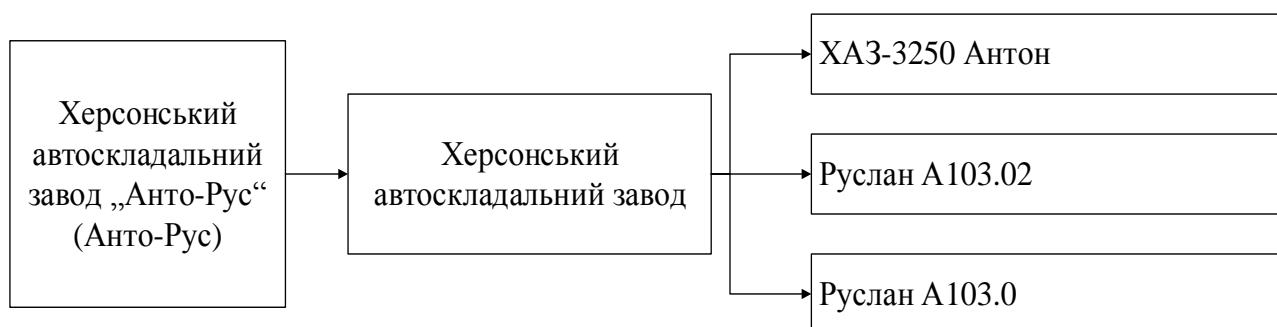 Херсонський
автоскладальний
завод „Анто-Рус“
(Анто-Рус)
Херсонський
автоскладальний завод
ХАЗ-3250 Антон
Руслан А103.02
Руслан А103.0